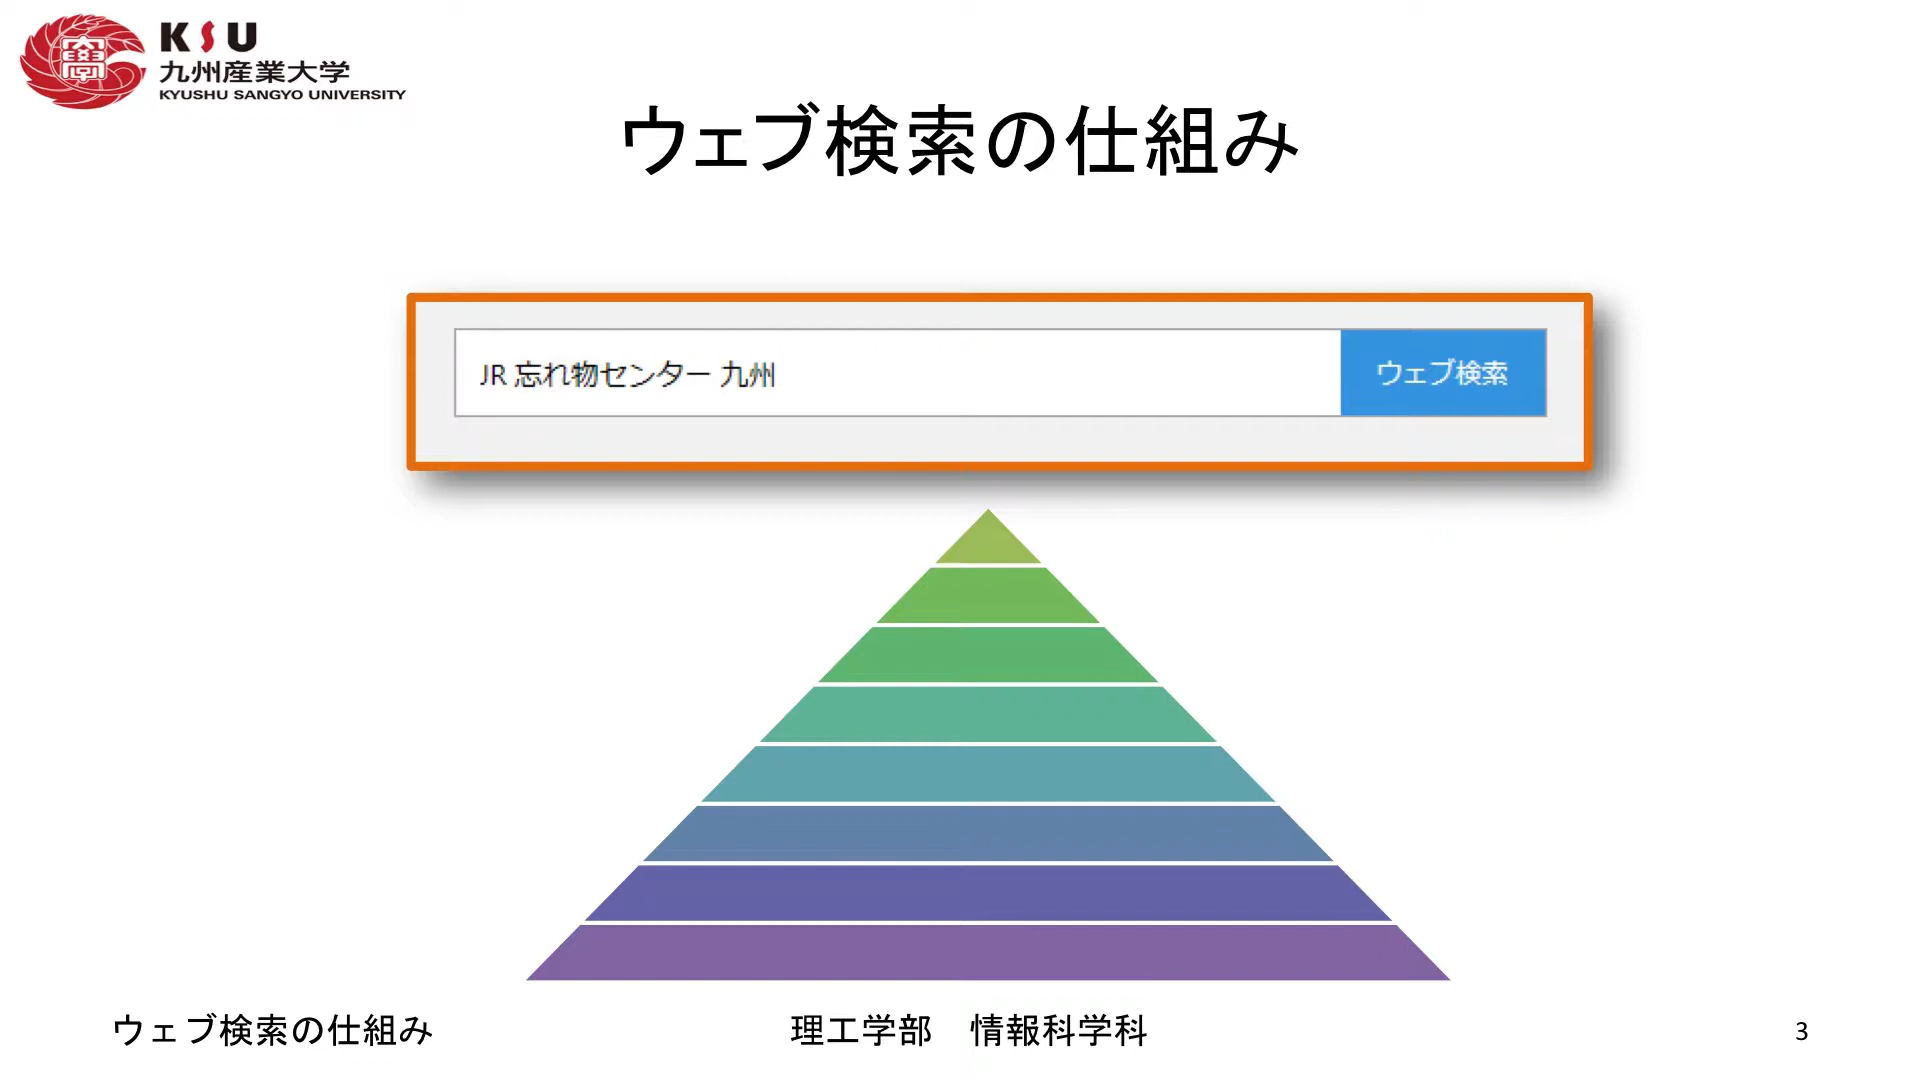 KSU
九州産業大学
KYUSHU SANGYO UNIVERSITY
ウェブ検索の仕組み
JR 忘れ物センター 九州
ウェブ検索
ウェブ検索の仕組み
理工学部　情報科学科
3